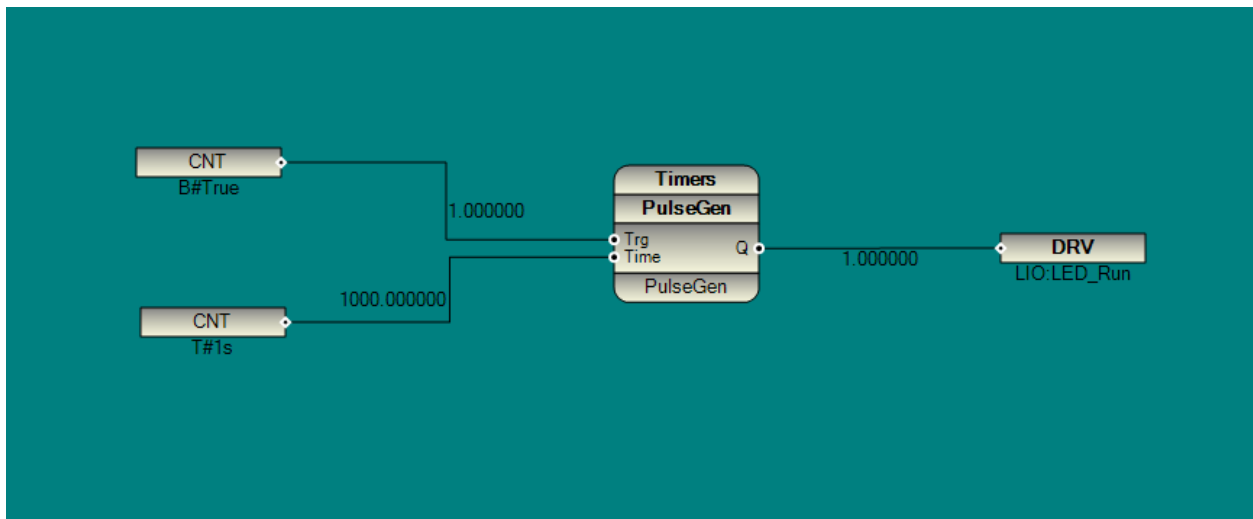 CNT
B#True
1.000000
Timers
PulseGen
Trg
Time
Q
PulseGen
1.000000
DRV
LIO:LED_Run
1000.000000
CNT
T#1s